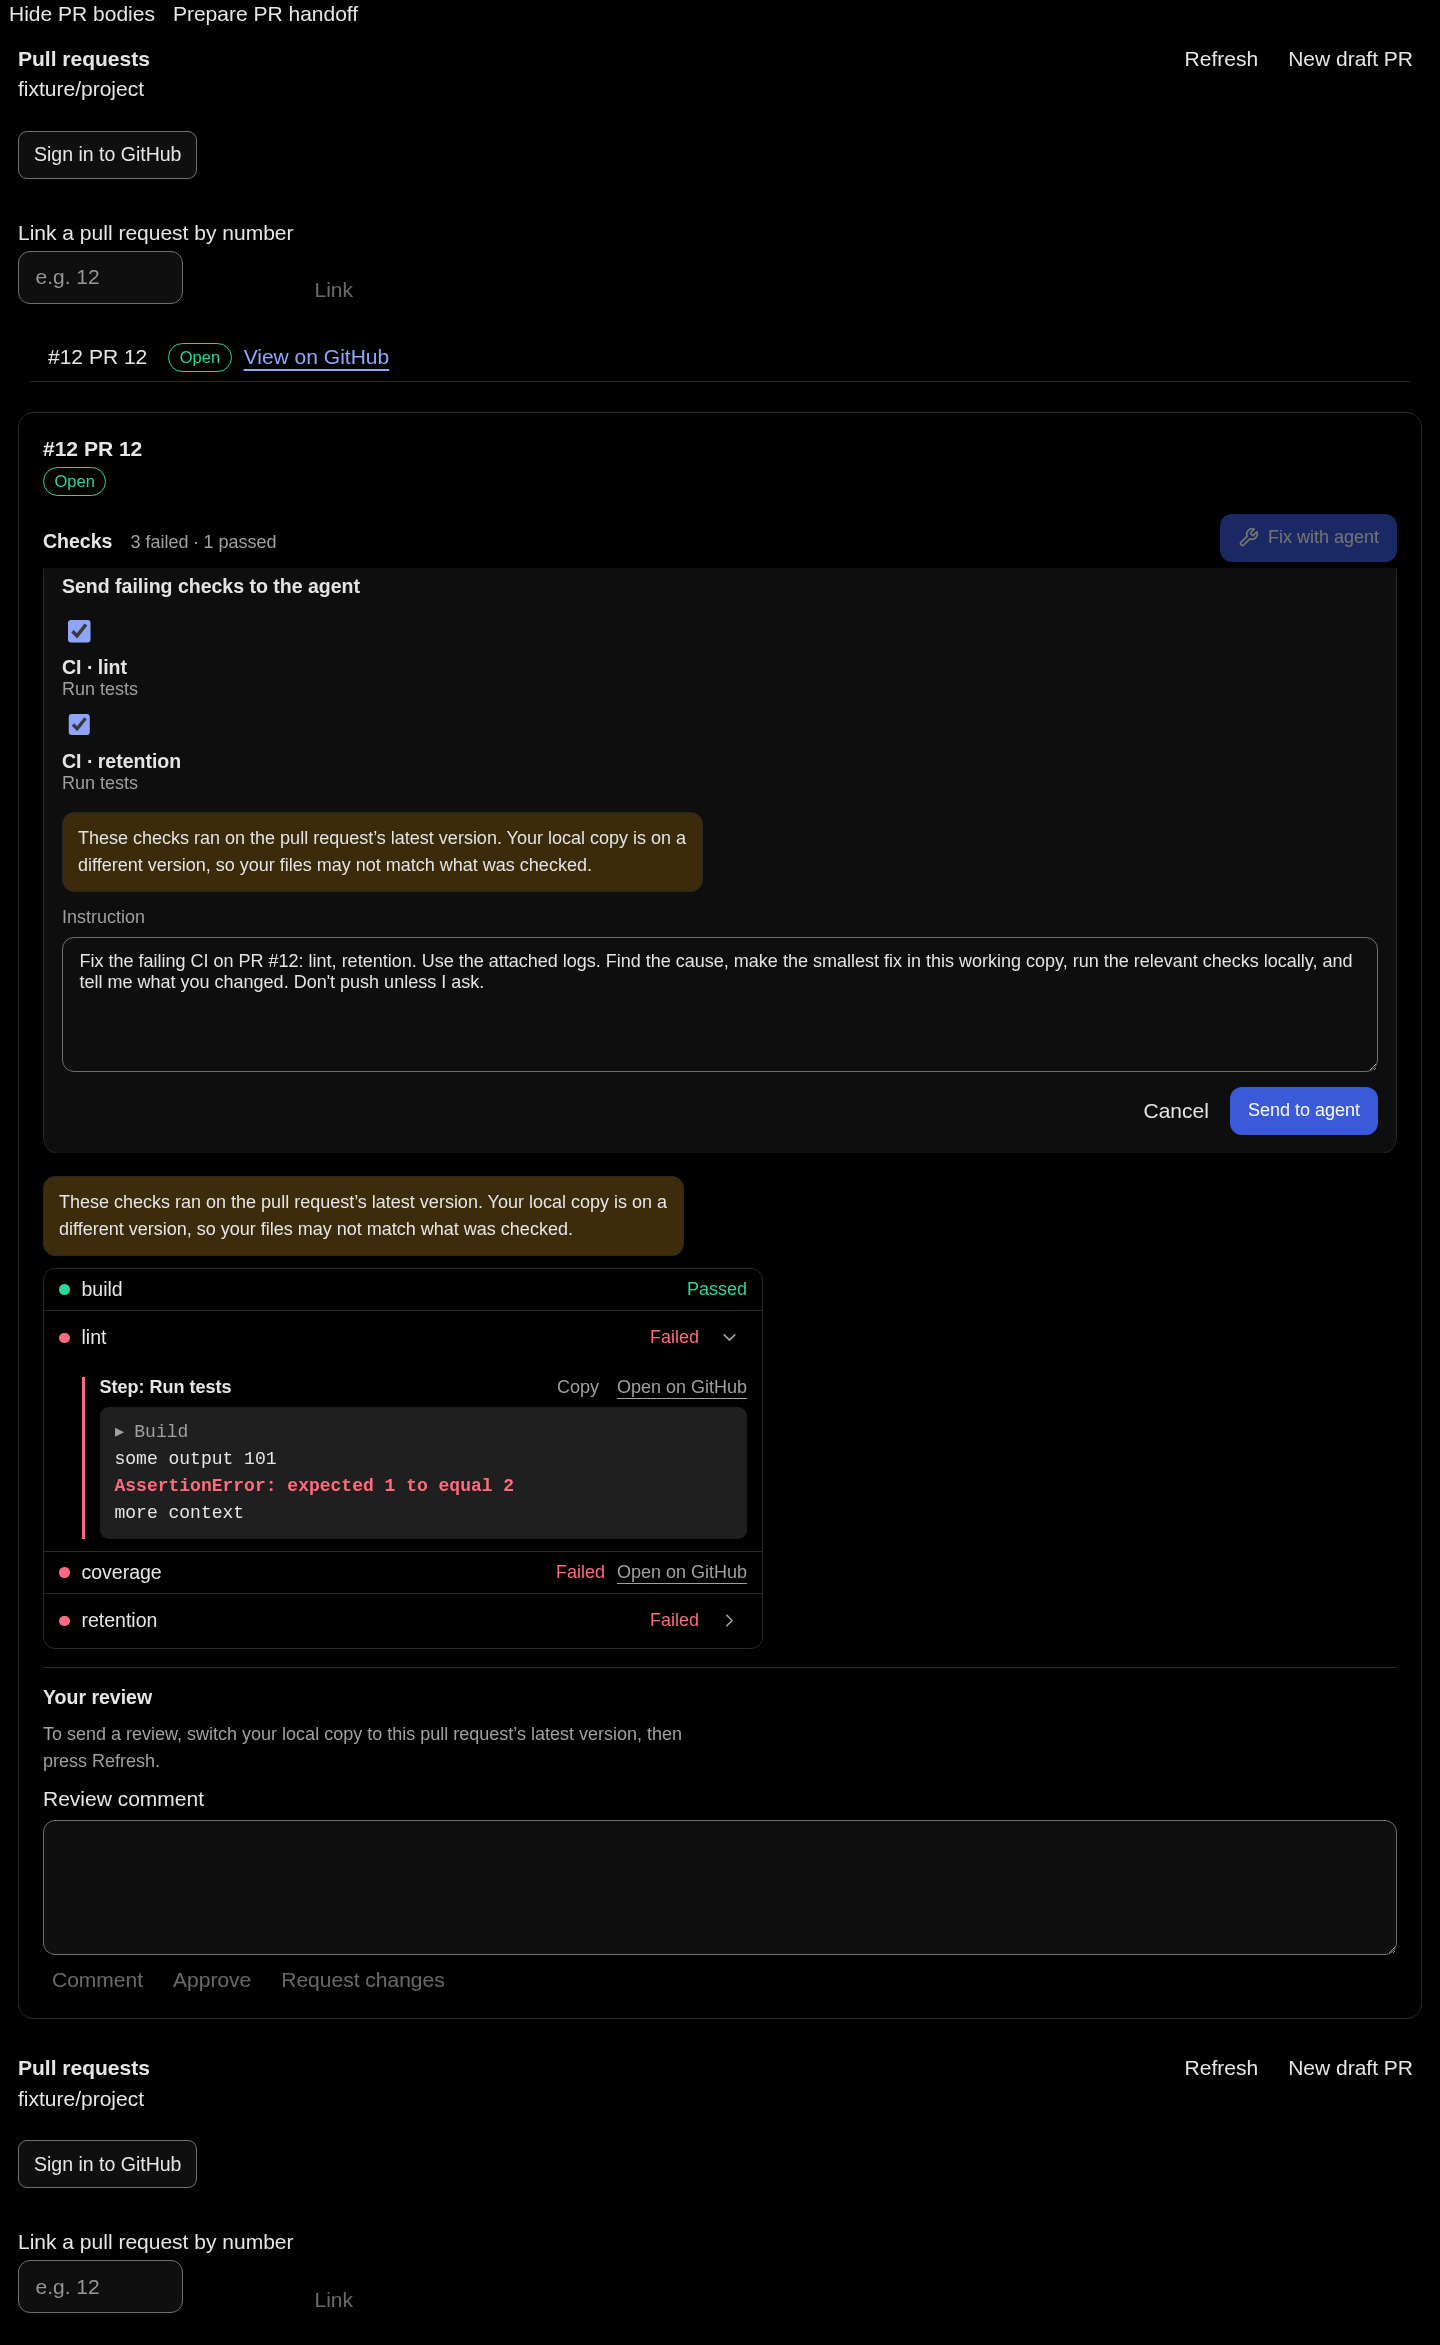 Hide PR bodies Prepare PR handoff
Pull requests Refresh New draft PR
fixture/project
Sign in to GitHub
Link a pull request by number
e.g. 12
Link
#12 PR 12 Open View on GitHub
#12 PR 12
Open
Checks 3 failed · 1 passed Fix with agent
Send failing checks to the agent
CI · lint
Run tests
CI · retention
Run tests
These checks ran on the pull request’s latest version. Your local copy is on a
different version, so your files may not match what was checked.
Instruction
Fix the failing CI on PR #12: lint, retention. Use the attached logs. Find the cause, make the smallest fix in this working copy, run the relevant checks locally, and
tell me what you changed. Don't push unless I ask.
Cancel Send to agent
These checks ran on the pull request’s latest version. Your local copy is on a
different version, so your files may not match what was checked.
build Passed
lint Failed
Step: Run tests Copy Open on GitHub
▸ Build
some output 101
AssertionError: expected 1 to equal 2
more context
coverage Failed Open on GitHub
retention Failed
Your review
To send a review, switch your local copy to this pull request’s latest version, then
press Refresh.
Review comment
Comment Approve Request changes
Pull requests Refresh New draft PR
fixture/project
Sign in to GitHub
Link a pull request by number
e.g. 12
Link